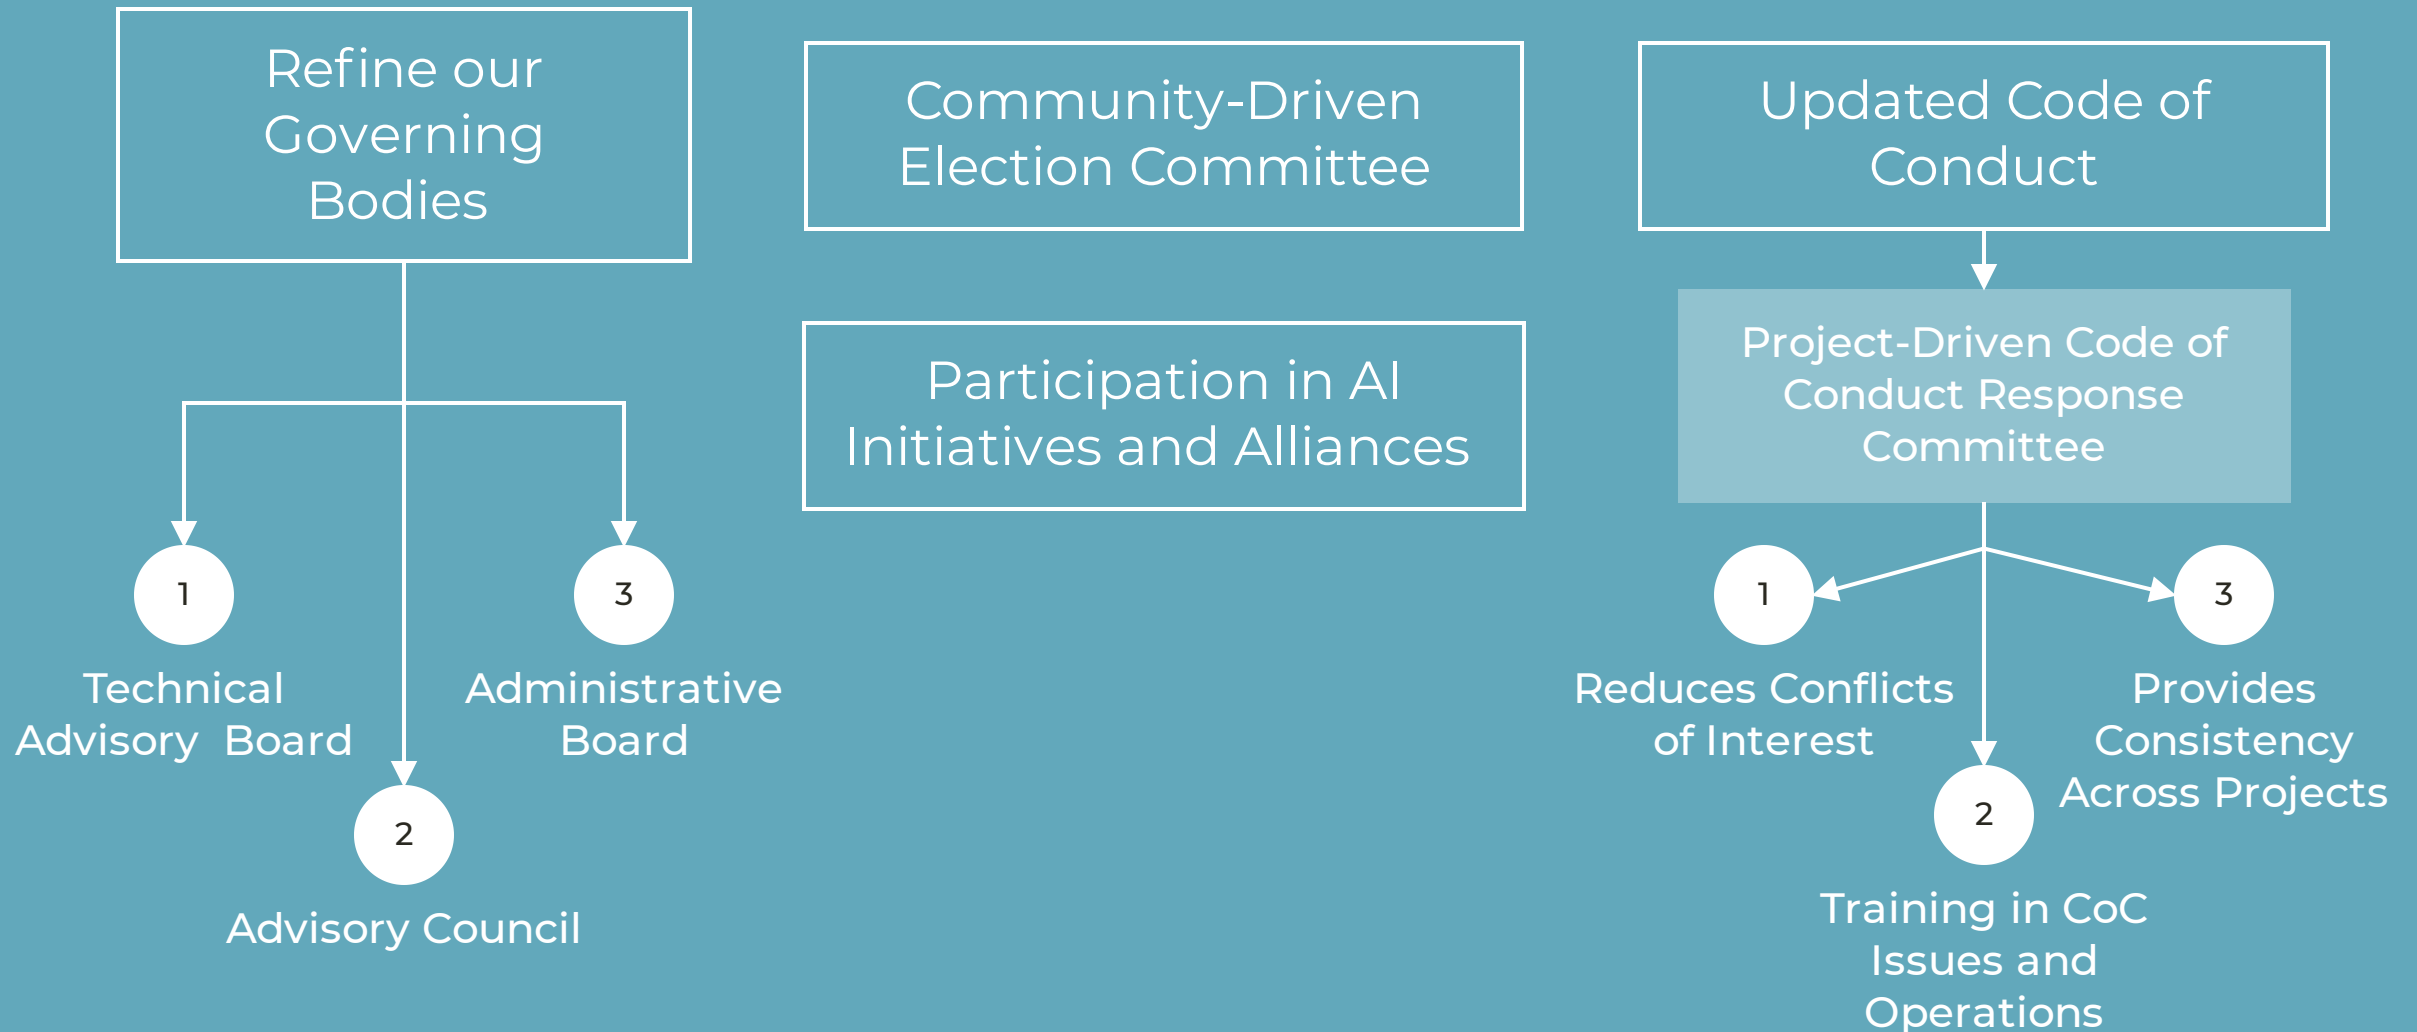 Refine our
Governing
Bodies
1
Technical
Advisory  Board
2
Advisory Council
3
Administrative
Board
Community-Driven
Election Committee
Participation in AI
Initiatives and Alliances
Updated Code of
Conduct
Project-Driven Code of
Conduct Response
Committee
1
Reduces Conflicts
of Interest
2
Training in CoC
Issues and
Operations
3
Provides
Consistency
Across Projects